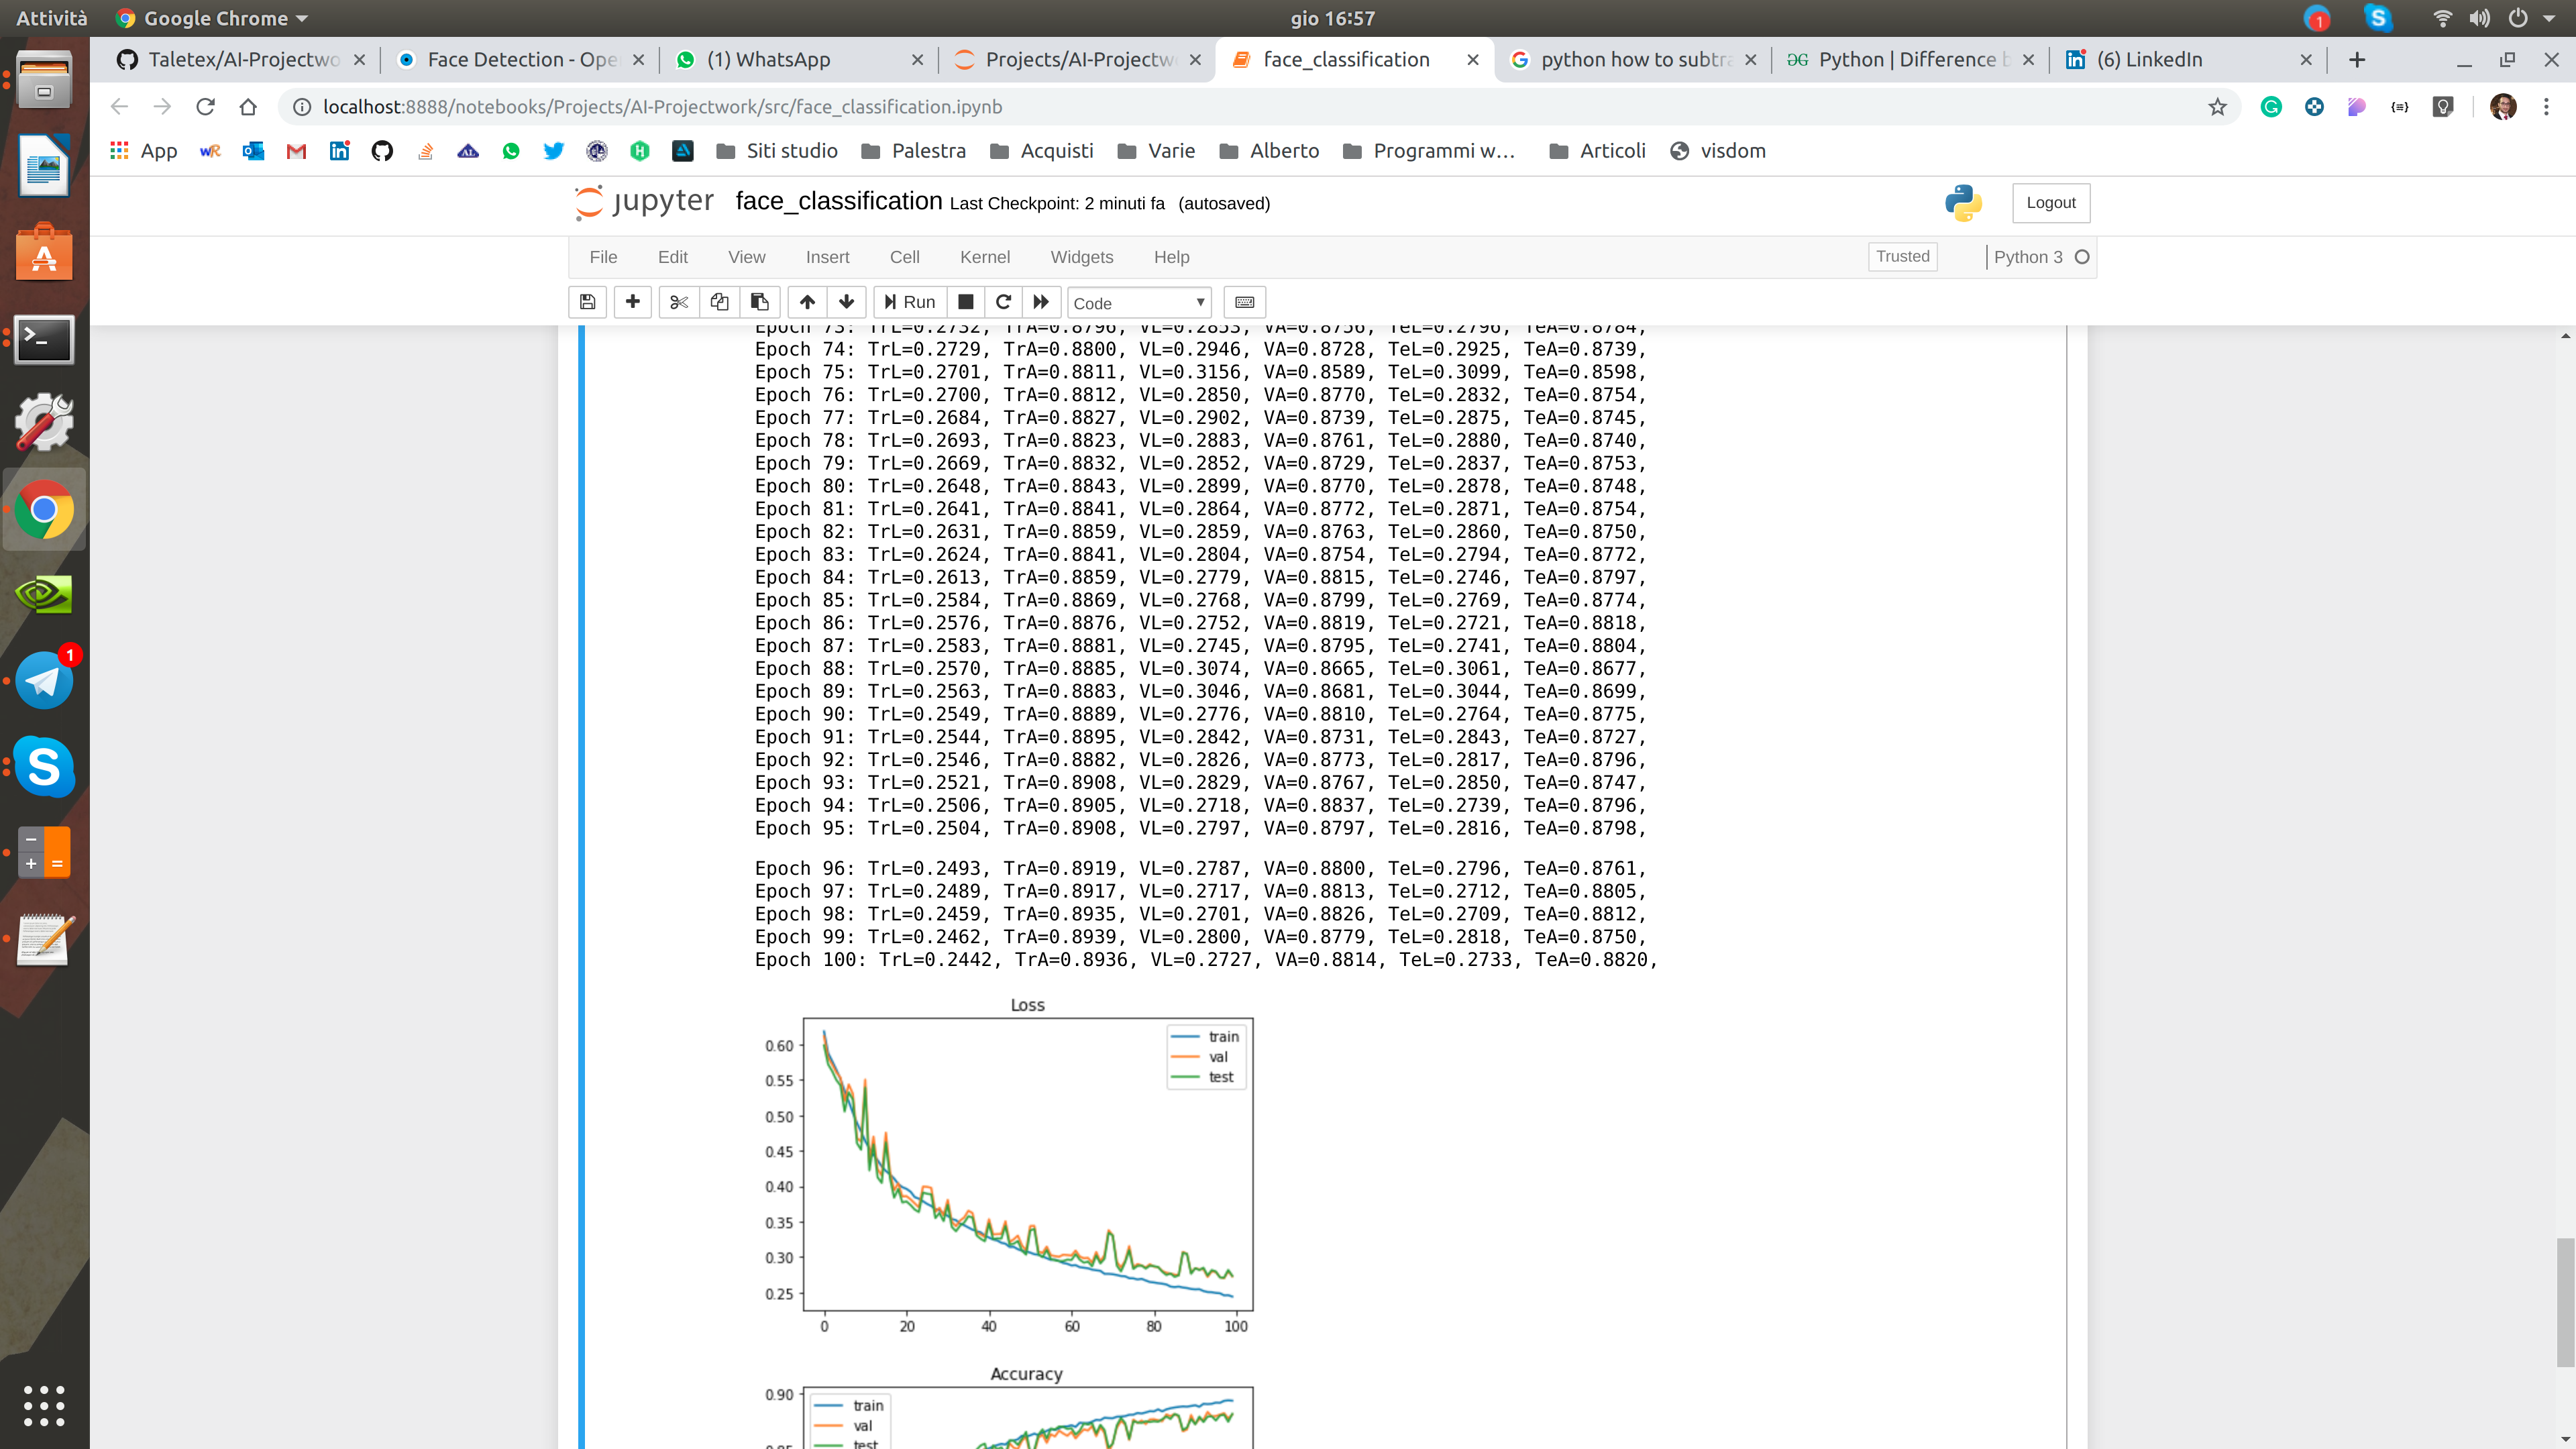 Attività Google Chrome gio 16:57 1
Taletex/AI-Projectwo Face Detection - Ope (1) WhatsApp Projects/AI-Projectw face_classification python how to subtra Python | Difference b (6) LinkedIn
localhost:8888/notebooks/Projects/AI-Projectwork/src/face_classification.ipynb
App Siti studio Palestra Acquisti Varie Alberto Programmi w... Articoli visdom
jupyter face_classification Last Checkpoint: 2 minuti fa (autosaved) Logout
File Edit View Insert Cell Kernel Widgets Help Trusted Python 3
Run Code
Epoch 73: TrL=0.2732, TrA=0.8796, VL=0.2853, VA=0.8756, TeL=0.2796, TeA=0.8784,
Epoch 74: TrL=0.2729, TrA=0.8800, VL=0.2946, VA=0.8728, TeL=0.2925, TeA=0.8739,
Epoch 75: TrL=0.2701, TrA=0.8811, VL=0.3156, VA=0.8589, TeL=0.3099, TeA=0.8598,
Epoch 76: TrL=0.2700, TrA=0.8812, VL=0.2850, VA=0.8770, TeL=0.2832, TeA=0.8754,
Epoch 77: TrL=0.2684, TrA=0.8827, VL=0.2902, VA=0.8739, TeL=0.2875, TeA=0.8745,
Epoch 78: TrL=0.2693, TrA=0.8823, VL=0.2883, VA=0.8761, TeL=0.2880, TeA=0.8740,
Epoch 79: TrL=0.2669, TrA=0.8832, VL=0.2852, VA=0.8729, TeL=0.2837, TeA=0.8753,
Epoch 80: TrL=0.2648, TrA=0.8843, VL=0.2899, VA=0.8770, TeL=0.2878, TeA=0.8748,
Epoch 81: TrL=0.2641, TrA=0.8841, VL=0.2864, VA=0.8772, TeL=0.2871, TeA=0.8754,
Epoch 82: TrL=0.2631, TrA=0.8859, VL=0.2859, VA=0.8763, TeL=0.2860, TeA=0.8750,
Epoch 83: TrL=0.2624, TrA=0.8841, VL=0.2804, VA=0.8754, TeL=0.2794, TeA=0.8772,
Epoch 84: TrL=0.2613, TrA=0.8859, VL=0.2779, VA=0.8815, TeL=0.2746, TeA=0.8797,
Epoch 85: TrL=0.2584, TrA=0.8869, VL=0.2768, VA=0.8799, TeL=0.2769, TeA=0.8774,
Epoch 86: TrL=0.2576, TrA=0.8876, VL=0.2752, VA=0.8819, TeL=0.2721, TeA=0.8818,
Epoch 87: TrL=0.2583, TrA=0.8881, VL=0.2745, VA=0.8795, TeL=0.2741, TeA=0.8804,
Epoch 88: TrL=0.2570, TrA=0.8885, VL=0.3074, VA=0.8665, TeL=0.3061, TeA=0.8677,
Epoch 89: TrL=0.2563, TrA=0.8883, VL=0.3046, VA=0.8681, TeL=0.3044, TeA=0.8699,
Epoch 90: TrL=0.2549, TrA=0.8889, VL=0.2776, VA=0.8810, TeL=0.2764, TeA=0.8775,
Epoch 91: TrL=0.2544, TrA=0.8895, VL=0.2842, VA=0.8731, TeL=0.2843, TeA=0.8727,
Epoch 92: TrL=0.2546, TrA=0.8882, VL=0.2826, VA=0.8773, TeL=0.2817, TeA=0.8796,
Epoch 93: TrL=0.2521, TrA=0.8908, VL=0.2829, VA=0.8767, TeL=0.2850, TeA=0.8747,
Epoch 94: TrL=0.2506, TrA=0.8905, VL=0.2718, VA=0.8837, TeL=0.2739, TeA=0.8796,
Epoch 95: TrL=0.2504, TrA=0.8908, VL=0.2797, VA=0.8797, TeL=0.2816, TeA=0.8798,
Epoch 96: TrL=0.2493, TrA=0.8919, VL=0.2787, VA=0.8800, TeL=0.2796, TeA=0.8761,
Epoch 97: TrL=0.2489, TrA=0.8917, VL=0.2717, VA=0.8813, TeL=0.2712, TeA=0.8805,
Epoch 98: TrL=0.2459, TrA=0.8935, VL=0.2701, VA=0.8826, TeL=0.2709, TeA=0.8812,
Epoch 99: TrL=0.2462, TrA=0.8939, VL=0.2800, VA=0.8779, TeL=0.2818, TeA=0.8750,
Epoch 100: TrL=0.2442, TrA=0.8936, VL=0.2727, VA=0.8814, TeL=0.2733, TeA=0.8820,
Loss
train
val
test
0.60
0.55
0.50
0.45
0.40
0.35
0.30
0.25
0 20 40 60 80 100
Accuracy
0.90
train
val
test
0.85
1